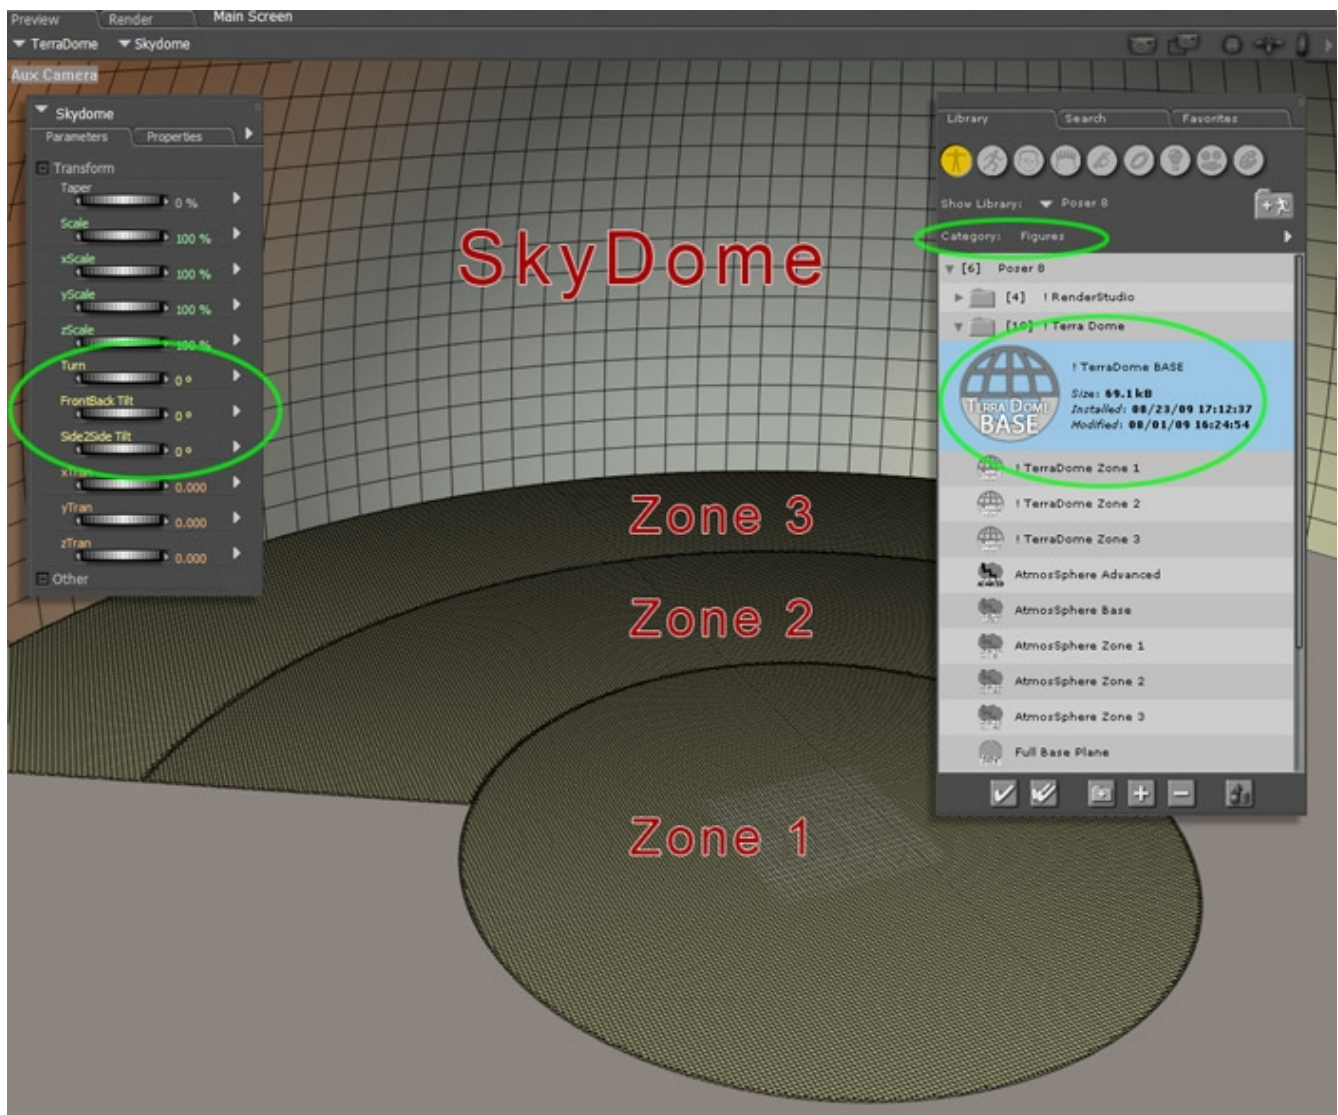 Preview Render Main Screen
TerraDome Skydome
Aux Camera
Skydome
Parameters Properties
Transform
Taper
0 %
Scale
100 %
xScale
100 %
yScale
100 %
zScale
100 %
Turn
0 °
FrontBack Tilt
0 °
Side2Side Tilt
0 °
xTran
0.000
yTran
0.000
zTran
0.000
Other
SkyDome
Zone 3
Zone 2
Zone 1
Library Search Favorites
Show Library: Poser 8
Category: Figures
[6] Poser 8
[4] ! RenderStudio
[10] ! Terra Dome
TERRA DOME
BASE
! TerraDome BASE
Size: 69.1 kB
Installed: 08/23/09 17:12:37
Modified: 08/01/09 16:24:54
! TerraDome Zone 1
! TerraDome Zone 2
! TerraDome Zone 3
AtmosSphere Advanced
AtmosSphere Base
AtmosSphere Zone 1
AtmosSphere Zone 2
AtmosSphere Zone 3
Full Base Plane